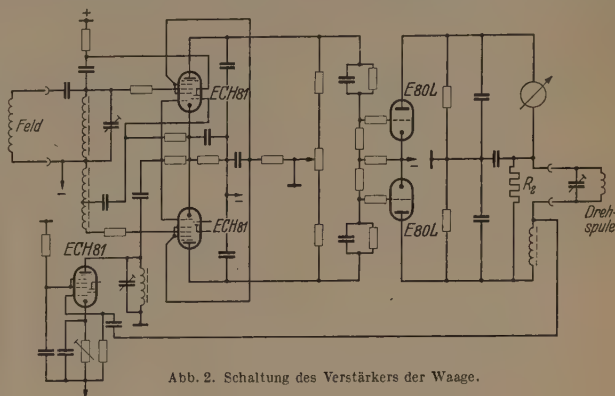 +
ECH81
E80L
Feld
R2
Dreh-
spule
ECH81
E80L
ECH81
Abb. 2. Schaltung des Verstärkers der Waage.